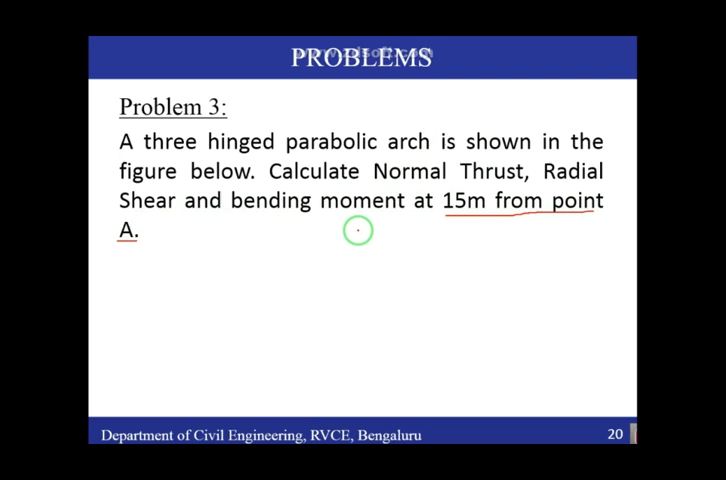 PROBLEMS
Problem 3:
A three hinged parabolic arch is shown in the
figure below. Calculate Normal Thrust, Radial
Shear and bending moment at 15m from point
A.
Department of Civil Engineering, RVCE, Bengaluru
20